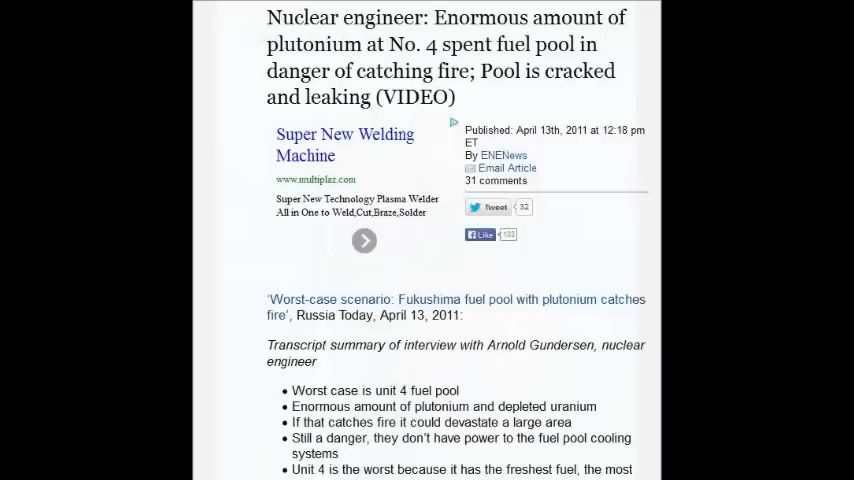 Nuclear engineer: Enormous amount of
plutonium at No. 4 spent fuel pool in
danger of catching fire; Pool is cracked
and leaking (VIDEO)
Super New Welding
Machine
www.multiplaz.com
Super New Technology Plasma Welder
All in One to Weld,Cut,Braze,Solder
Published: April 13th, 2011 at 12:18 pm
ET
By ENENews
Email Article
31 comments
Tweet 32
Like 103
'Worst-case scenario: Fukushima fuel pool with plutonium catches
fire', Russia Today, April 13, 2011:
Transcript summary of interview with Arnold Gundersen, nuclear
engineer
• Worst case is unit 4 fuel pool
• Enormous amount of plutonium and depleted uranium
• If that catches fire it could devastate a large area
• Still a danger, they don't have power to the fuel pool cooling
systems
• Unit 4 is the worst because it has the freshest fuel, the most